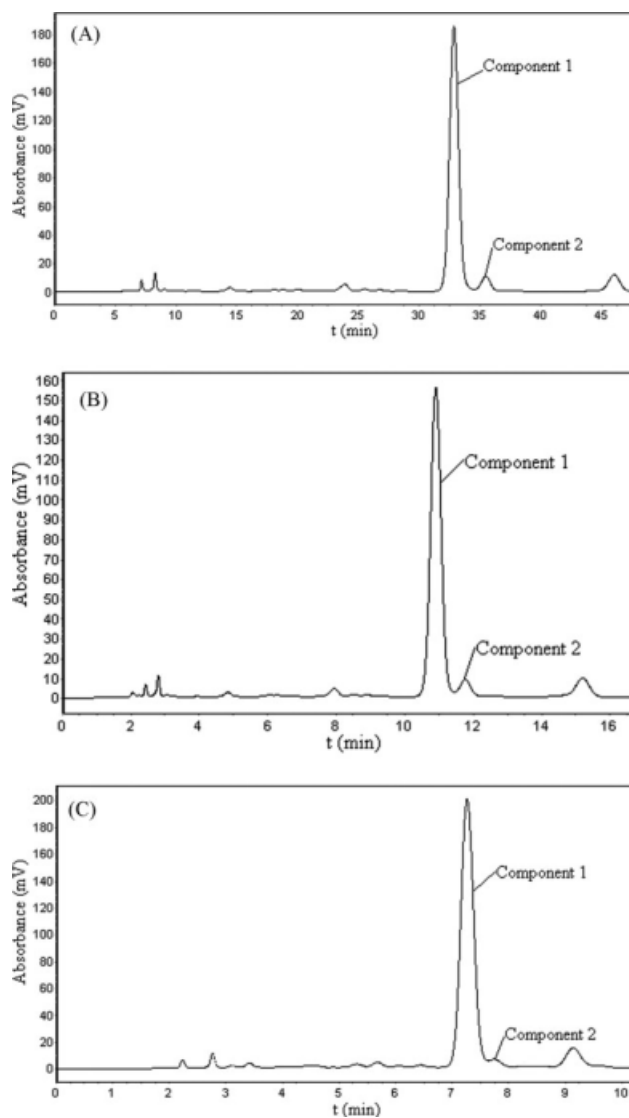 (A)
Absorbance (mV)
180
160
140
120
100
80
60
40
20
0
Component 1
Component 2
0 5 10 15 20 25 30 35 40 45
t (min)
(B)
Absorbance (mV)
160
150
140
130
120
110
100
90
80
70
60
50
40
30
20
10
0
Component 1
Component 2
0 2 4 6 8 10 12 14 16
t (min)
(C)
Absorbance (mV)
200
180
160
140
120
100
80
60
40
20
0
Component 1
Component 2
0 1 2 3 4 5 6 7 8 9 10
t (min)